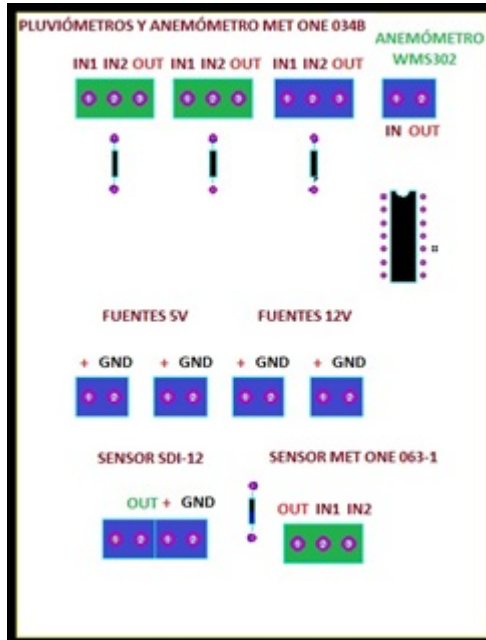 PLUVIÓMETROS Y ANEMÓMETRO MET ONE 034B
ANEMÓMETRO
WMS302
IN1 IN2 OUT IN1 IN2 OUT IN1 IN2 OUT
IN OUT
FUENTES 5V FUENTES 12V
+ GND + GND + GND + GND
SENSOR SDI-12 SENSOR MET ONE 063-1
OUT + GND
OUT IN1 IN2